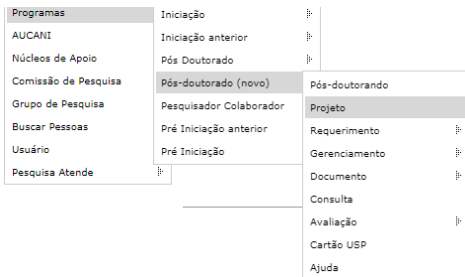 Programas
AUCANI
Núcleos de Apoio
Comissão de Pesquisa
Grupo de Pesquisa
Buscar Pessoas
Usuário
Pesquisa Atende
Iniciação
Iniciação anterior
Pós Doutorado
Pós-doutorado (novo)
Pesquisador Colaborador
Pré Iniciação anterior
Pré Iniciação
Pós-doutorando
Projeto
Requerimento
Gerenciamento
Documento
Consulta
Avaliação
Cartão USP
Ajuda